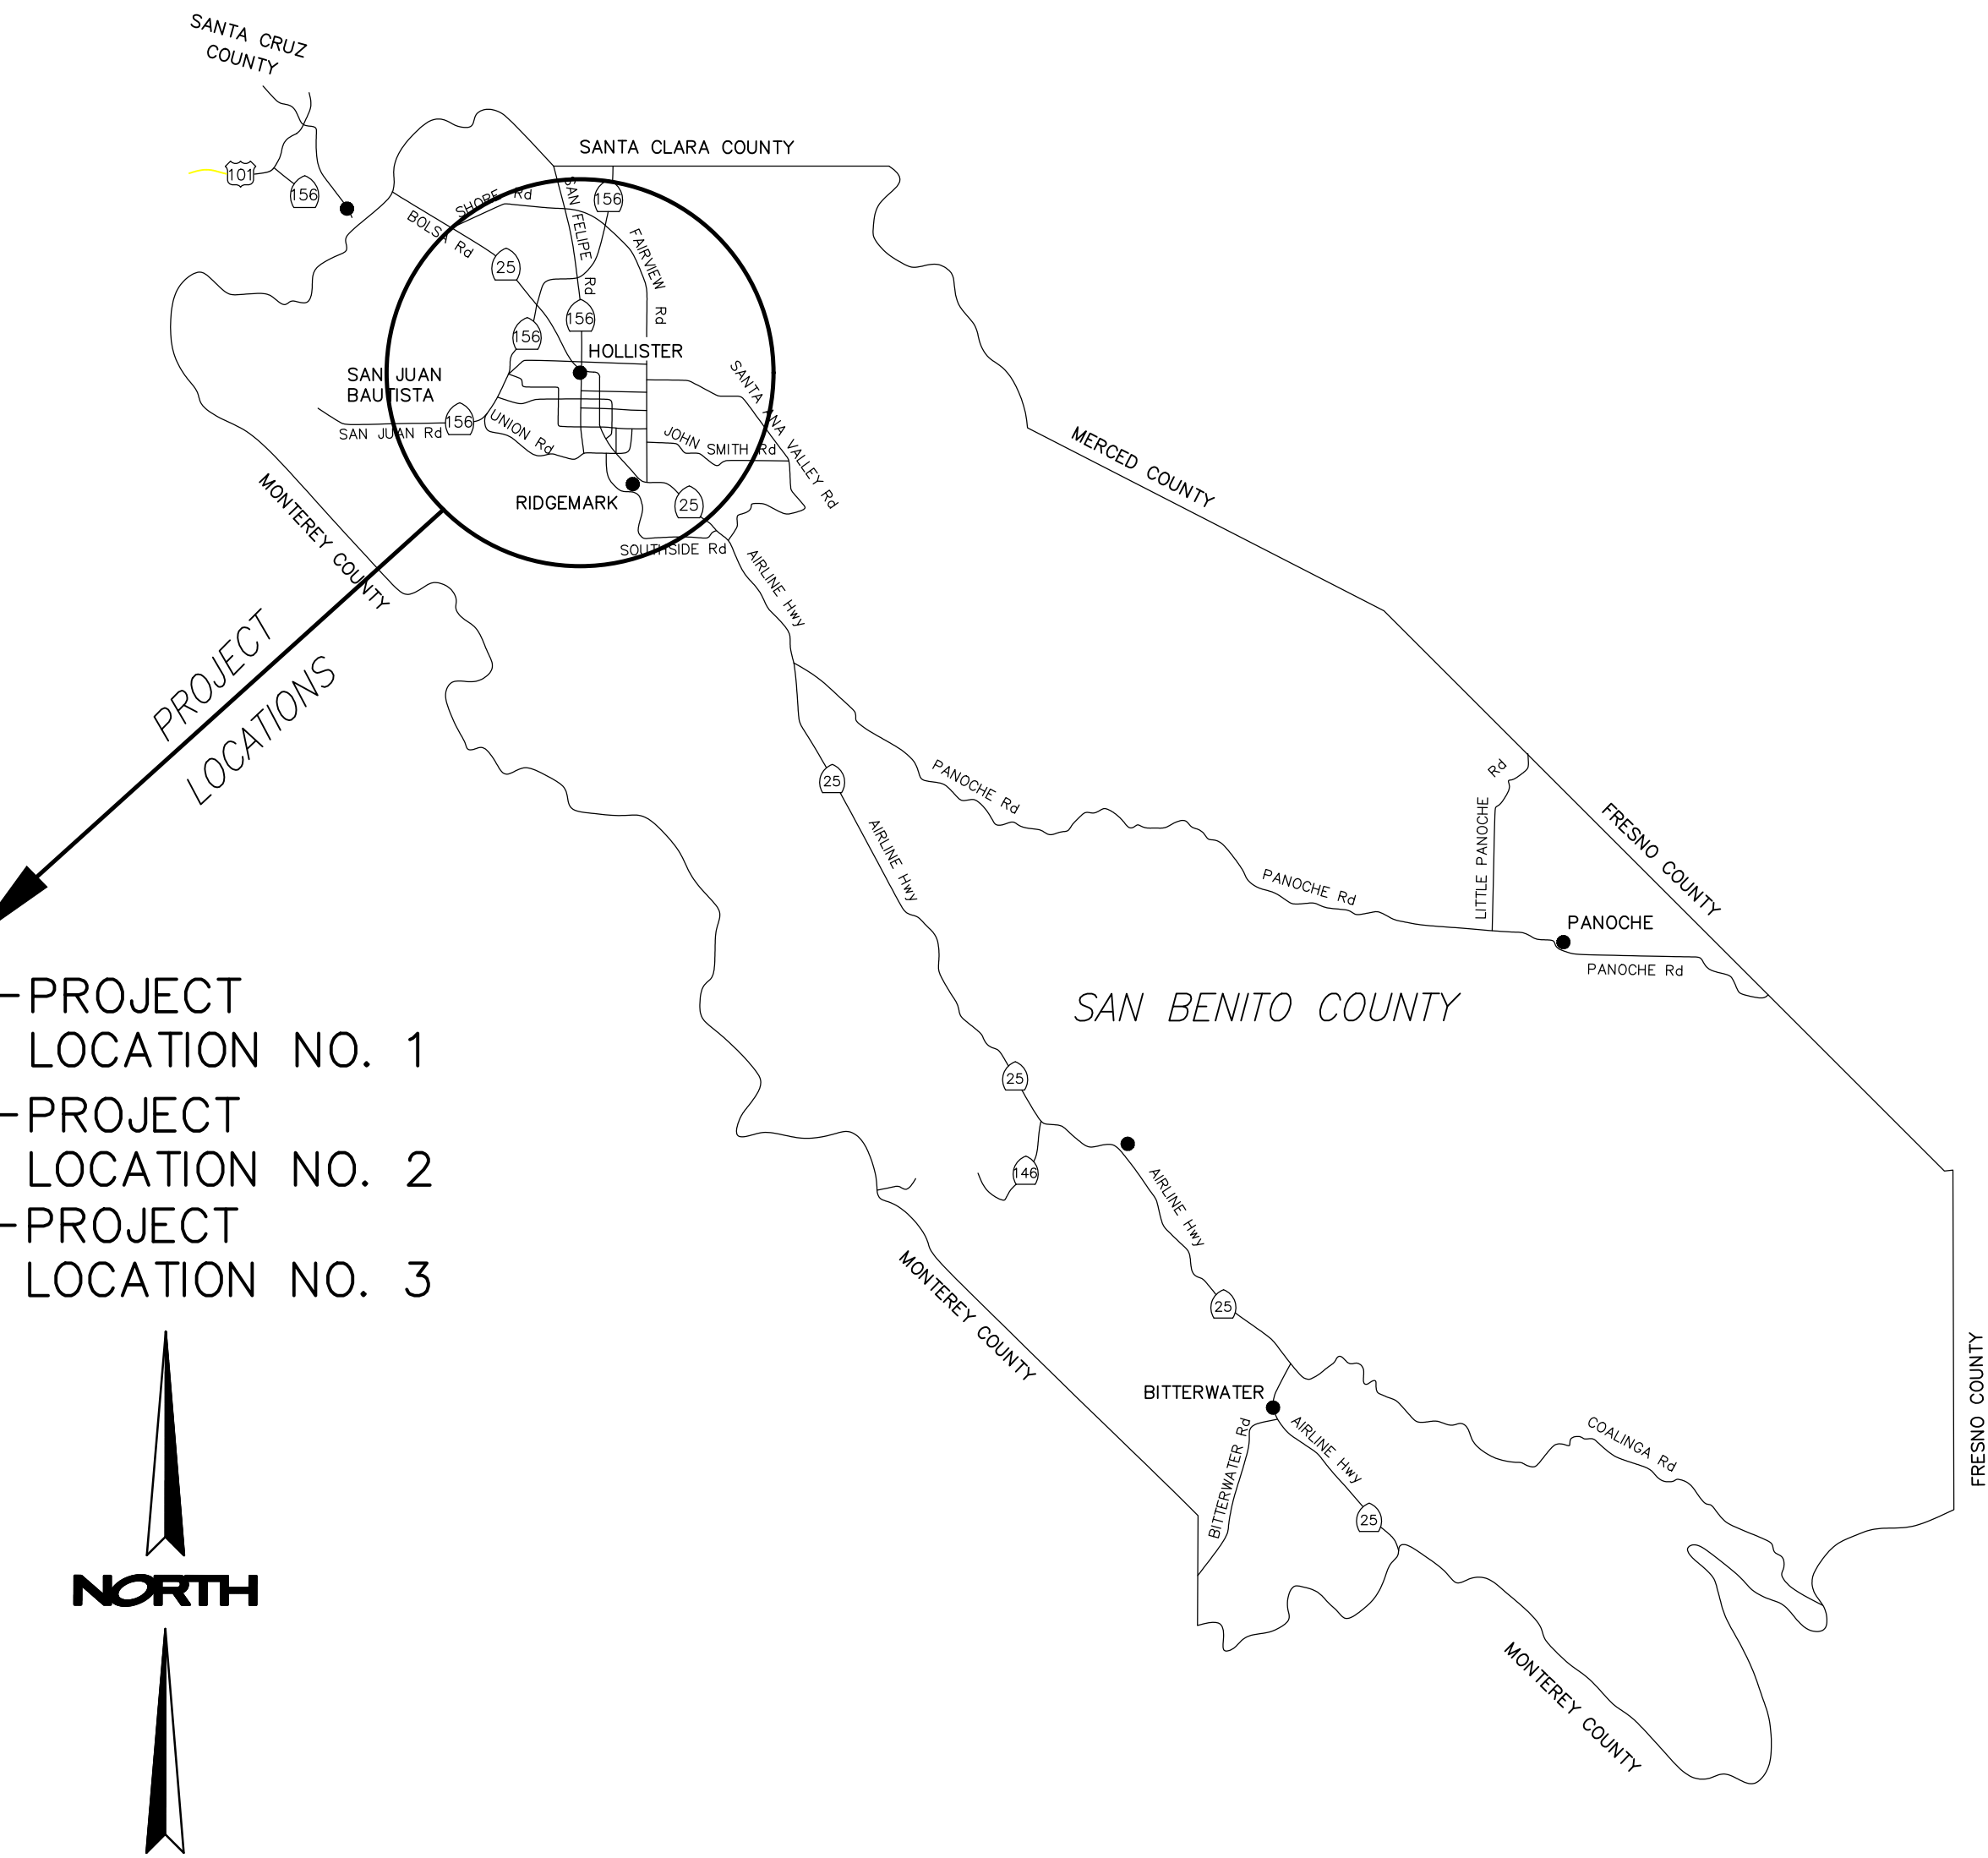 SANTA CRUZ
COUNTY
SANTA CLARA COUNTY
101
156
156
SHORE Rd
SAN FELIPE Rd
BOLSA Rd
FAIRVIEW Rd
25
156
156
HOLLISTER
SAN JUAN
BAUTISTA
SANTA ANA VALLEY Rd
156
SAN JUAN Rd
UNION Rd
JOHN SMITH Rd
MERCED COUNTY
RIDGEMARK
25
MONTEREY COUNTY
SOUTHSIDE Rd
AIRLINE Hwy
PROJECT
LOCATIONS
25
PANOCHE Rd
LITTLE PANOCHE Rd
FRESNO COUNTY
AIRLINE Hwy
PANOCHE Rd
PANOCHE
PANOCHE Rd
SAN BENITO COUNTY
-PROJECT
LOCATION NO. 1
-PROJECT
LOCATION NO. 2
-PROJECT
LOCATION NO. 3
25
146
AIRLINE Hwy
MONTEREY COUNTY
25
FRESNO COUNTY
BITTERWATER
BITTERWATER Rd
AIRLINE Hwy
COALINGA Rd
25
NORTH
MONTEREY COUNTY